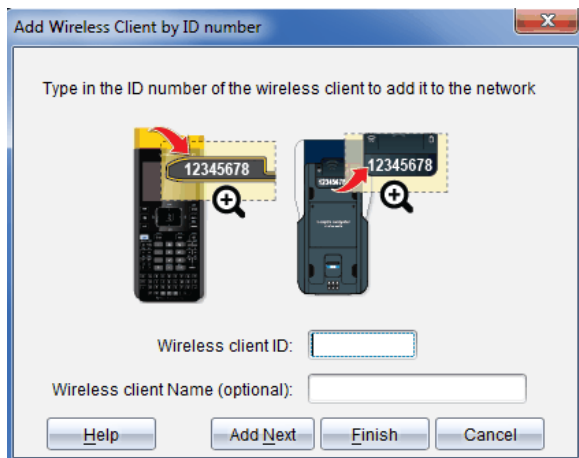 Add Wireless Client by ID number
Type in the ID number of the wireless client to add it to the network
12345678
12345678
12345678
Wireless client ID:
Wireless client Name (optional):
Help Add Next Finish Cancel